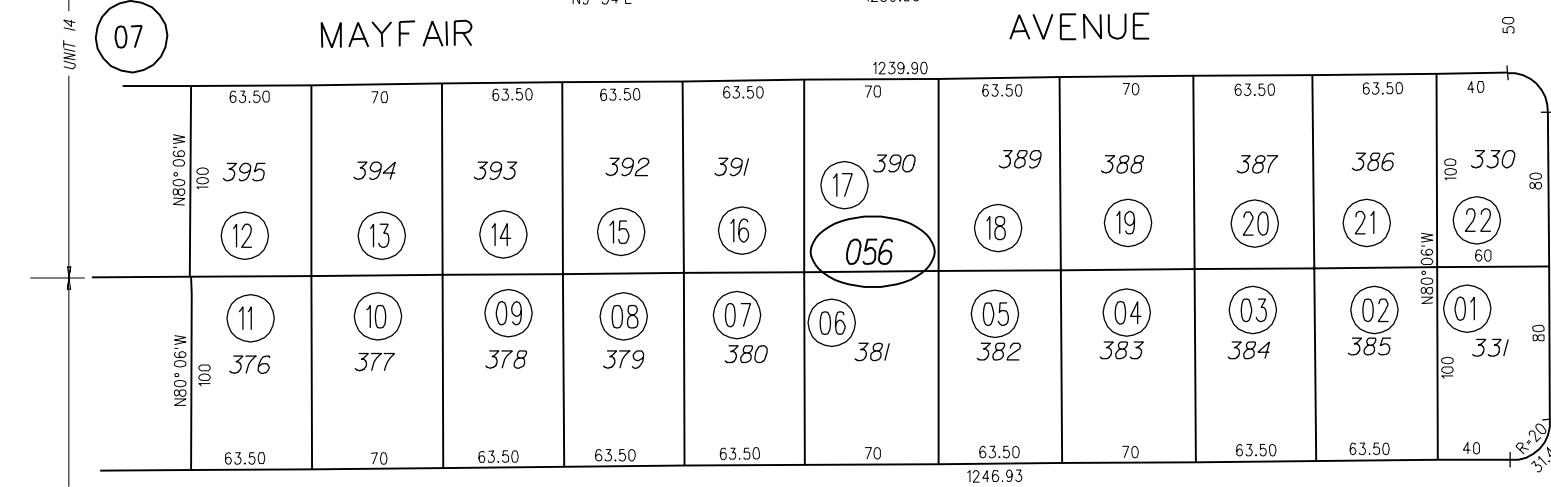 UNIT 14
07
MAYFAIR AVENUE
50
1239.90
63.50 70 63.50 63.50 63.50 70 63.50 70 63.50 63.50 40
N80°06'W 100 395 394 393 392 391 390 389 388 387 386 100 330 80
12 13 14 15 16 17 18 19 20 21 22
056
60
N80°06'W
11 10 09 08 07 06 05 04 03 02 01
N80°06'W 100 376 377 378 379 380 381 382 383 384 385 100 331 80
63.50 70 63.50 63.50 63.50 70 63.50 70 63.50 63.50 40
R=20
1246.93